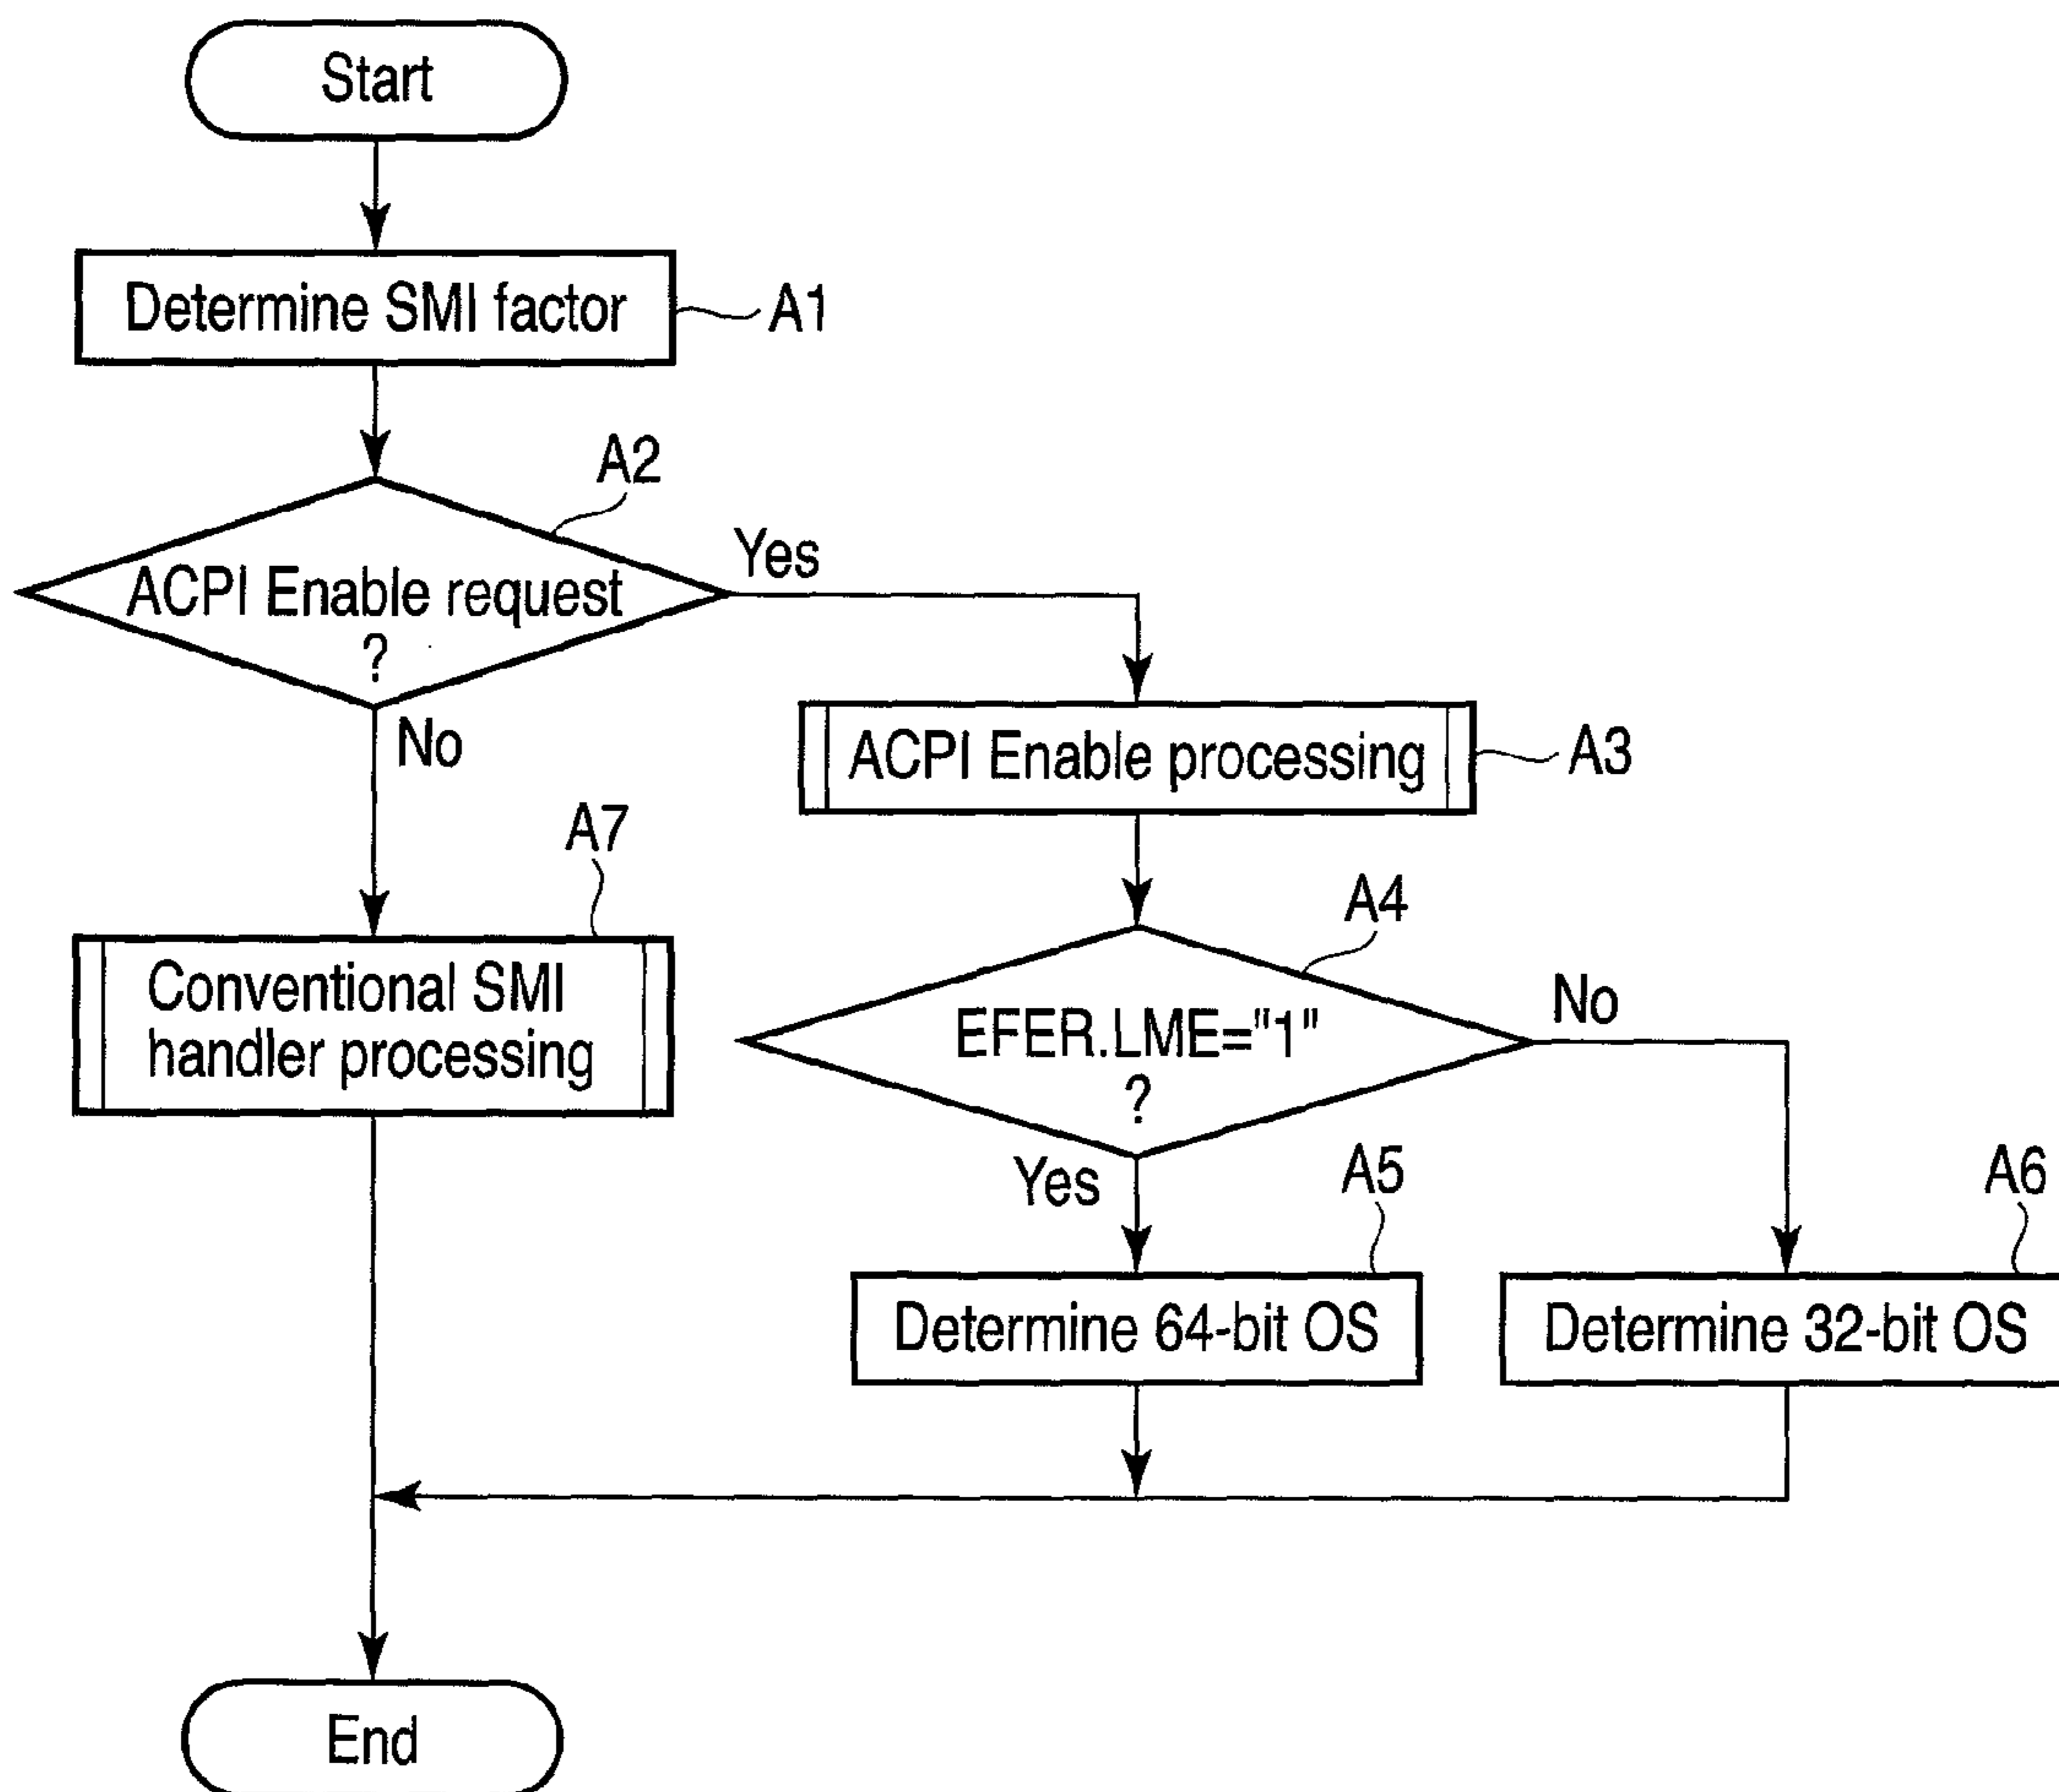 Start
Determine SMI factor
A1
A2
ACPI Enable request
?
Yes
No
ACPI Enable processing
A3
A7
Conventional SMI
handler processing
A4
EFER.LME="1"
?
No
Yes
A5
Determine 64-bit OS
A6
Determine 32-bit OS
End